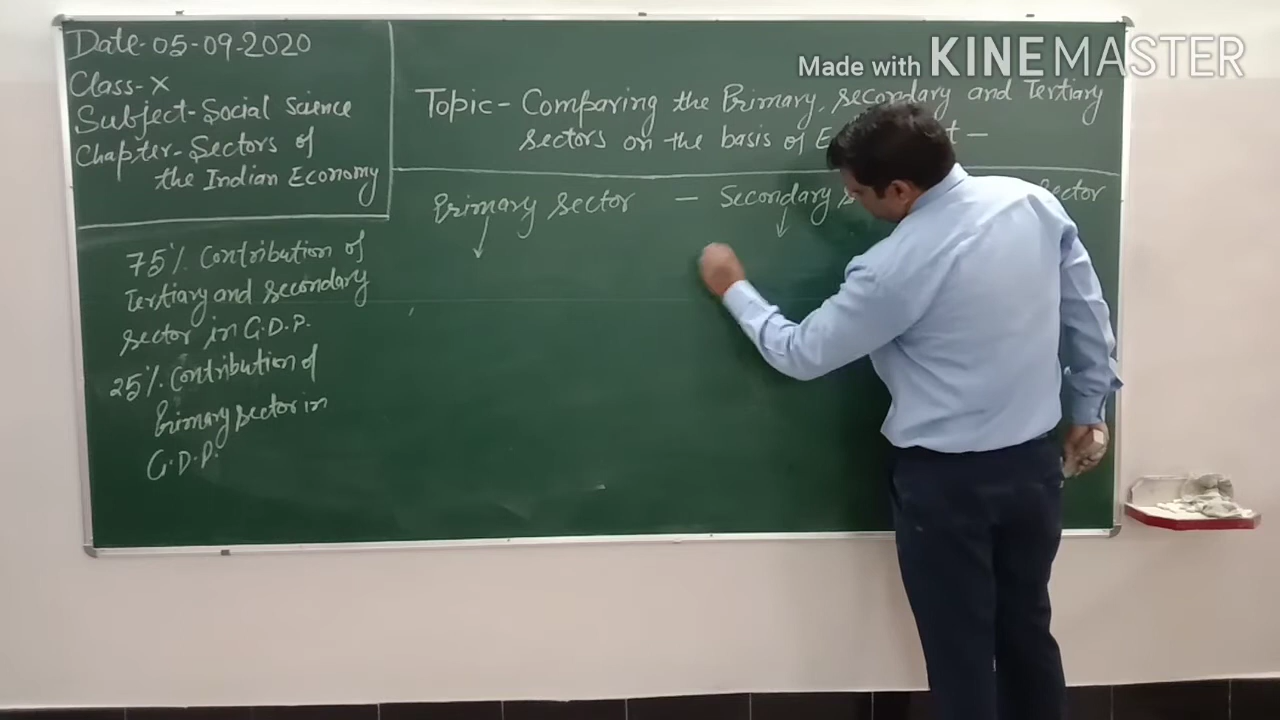 Made with KINEMASTER
Date-05-09-2020
Class-X
Subject-Social Science
Chapter-Sectors of
the Indian Economy
Topic - Comparing the Primary, secondary and Tertiary
sectors on the basis of
Primary sector - Secondary
75% Contribution of
Tertiary and secondary
sector in G.D.P.
25% Contribution of
Primary sector in
G.D.P.